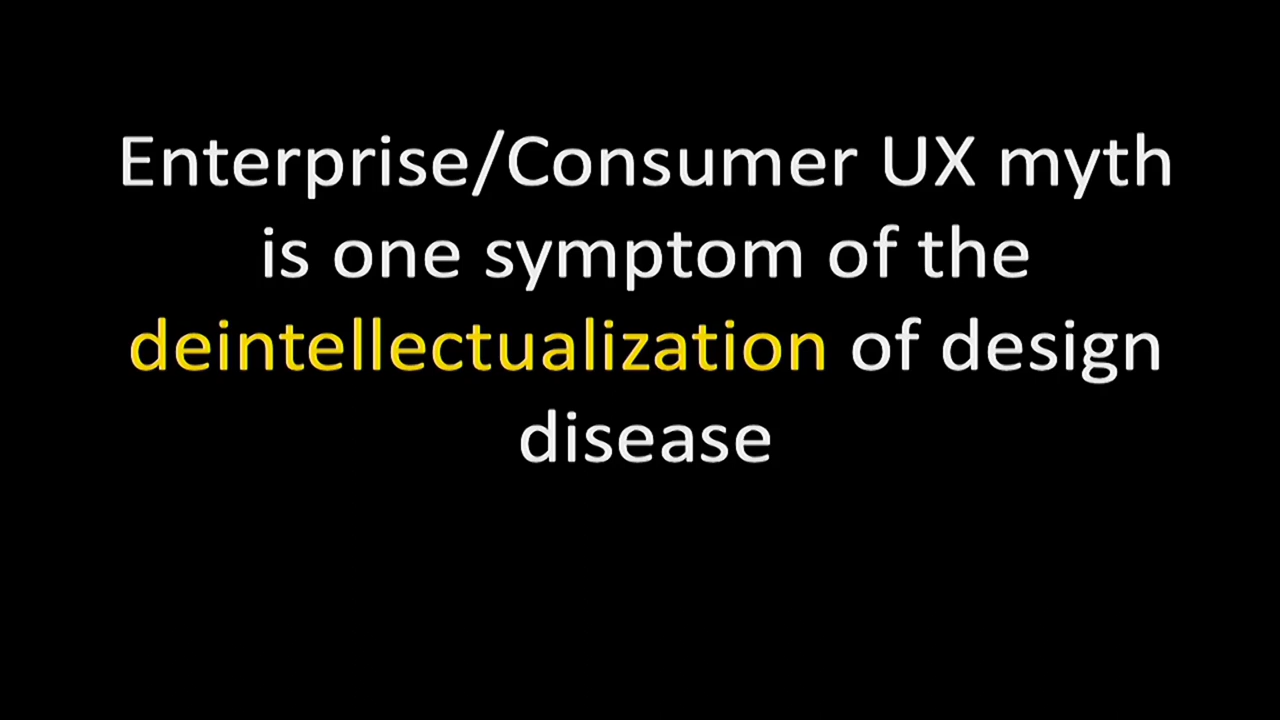 Enterprise/Consumer UX myth
is one symptom of the
deintellectualization of design
disease